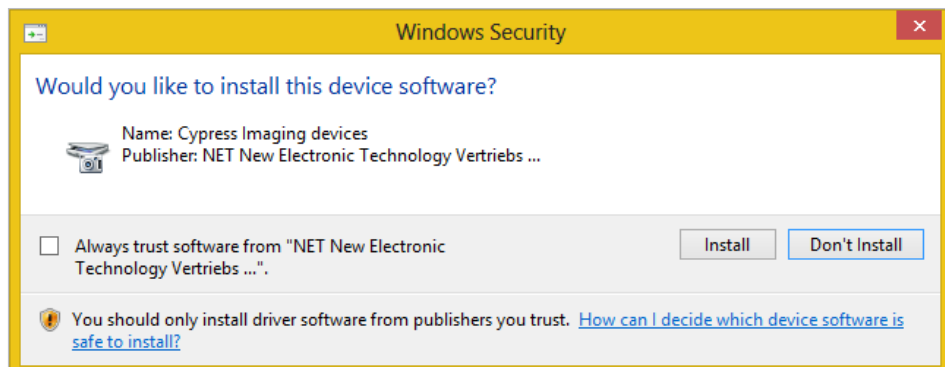 Windows Security
Would you like to install this device software?
Name: Cypress Imaging devices
Publisher: NET New Electronic Technology Vertriebs ...
Always trust software from "NET New Electronic
Technology Vertriebs ...".
Install
Don't Install
You should only install driver software from publishers you trust. How can I decide which device software is
safe to install?